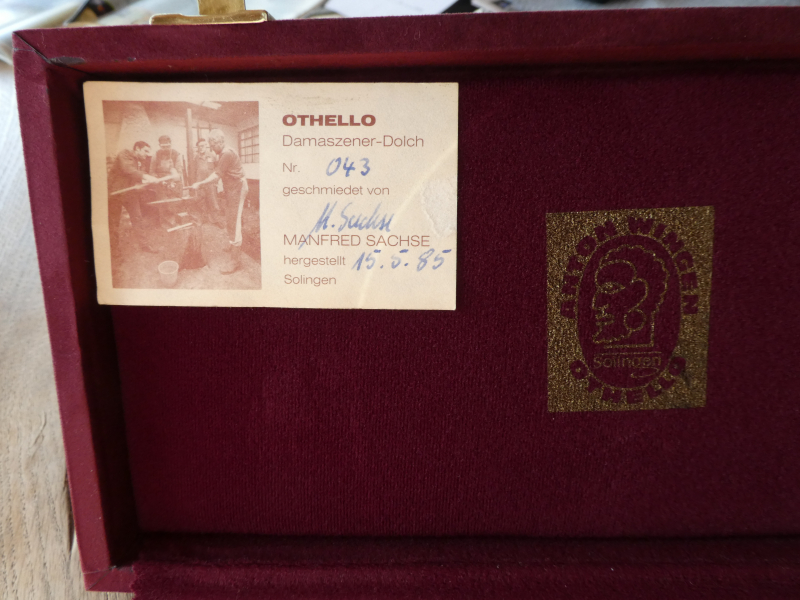 OTHELLO
Damaszener-Dolch
Nr. 043
geschmiedet von
M. Sachse
MANFRED SACHSE
hergestellt 15.5.85
Solingen
ANTON WINGEN
Solingen
OTHELLO